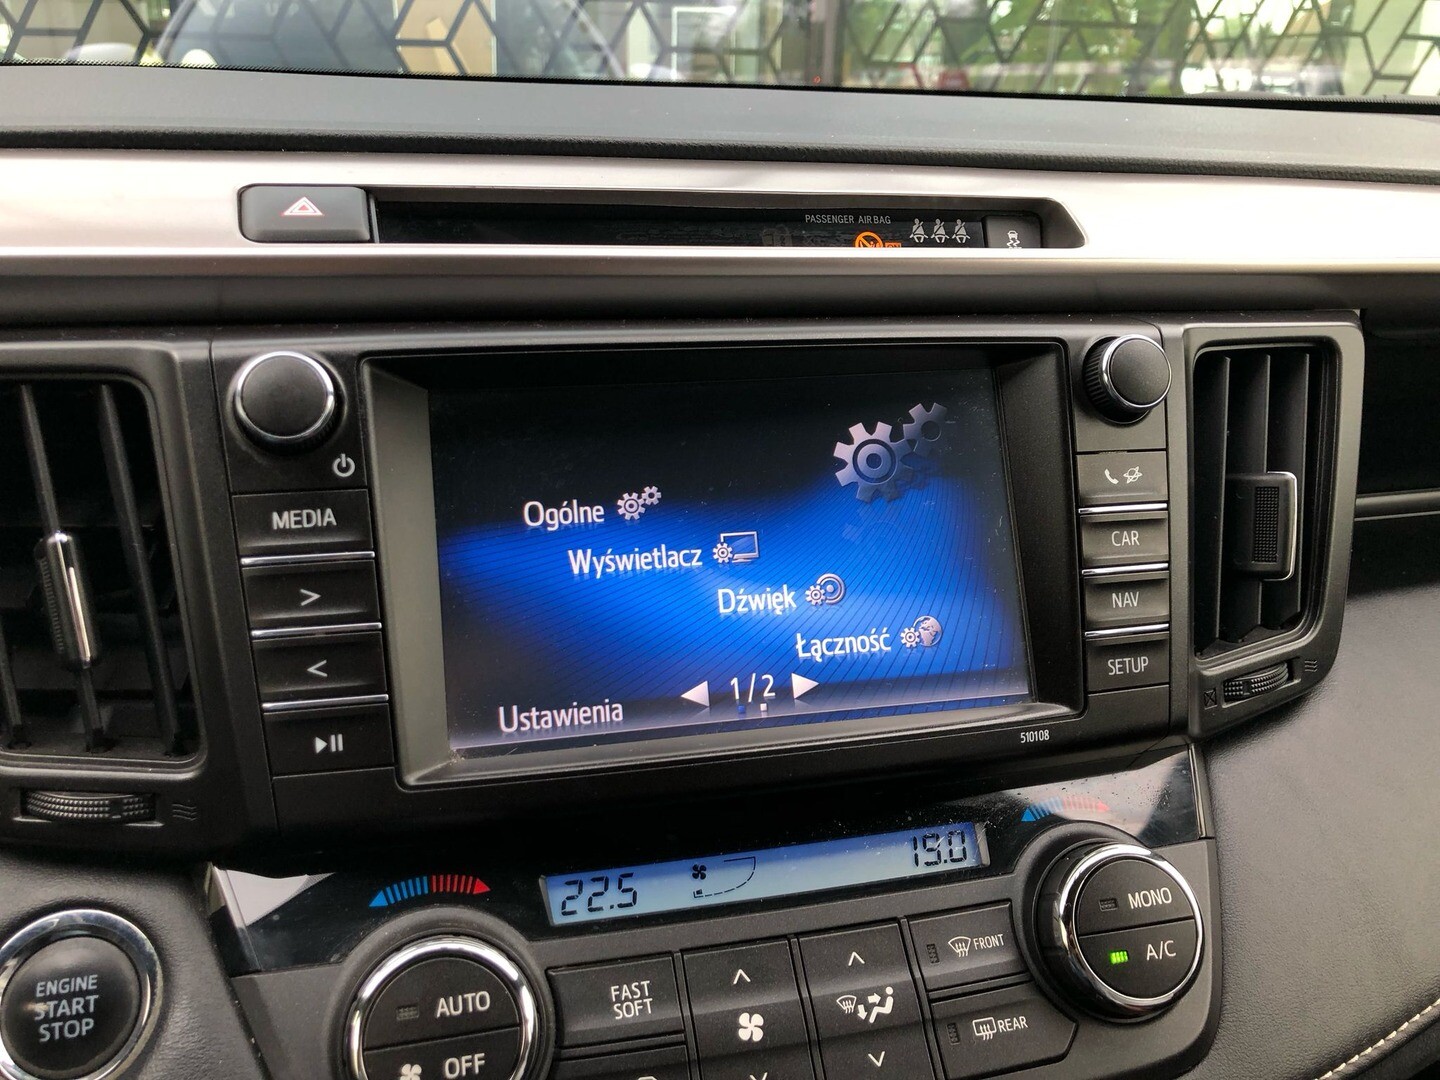 PASSENGER AIR BAG
MEDIA
>
<
CAR
NAV
SETUP
Ogólne
Wyświetlacz
Dźwięk
Łączność
1/2
Ustawienia
510108
22.5
19.0
ENGINE
START
STOP
AUTO
OFF
FAST
SOFT
FRONT
REAR
MONO
A/C